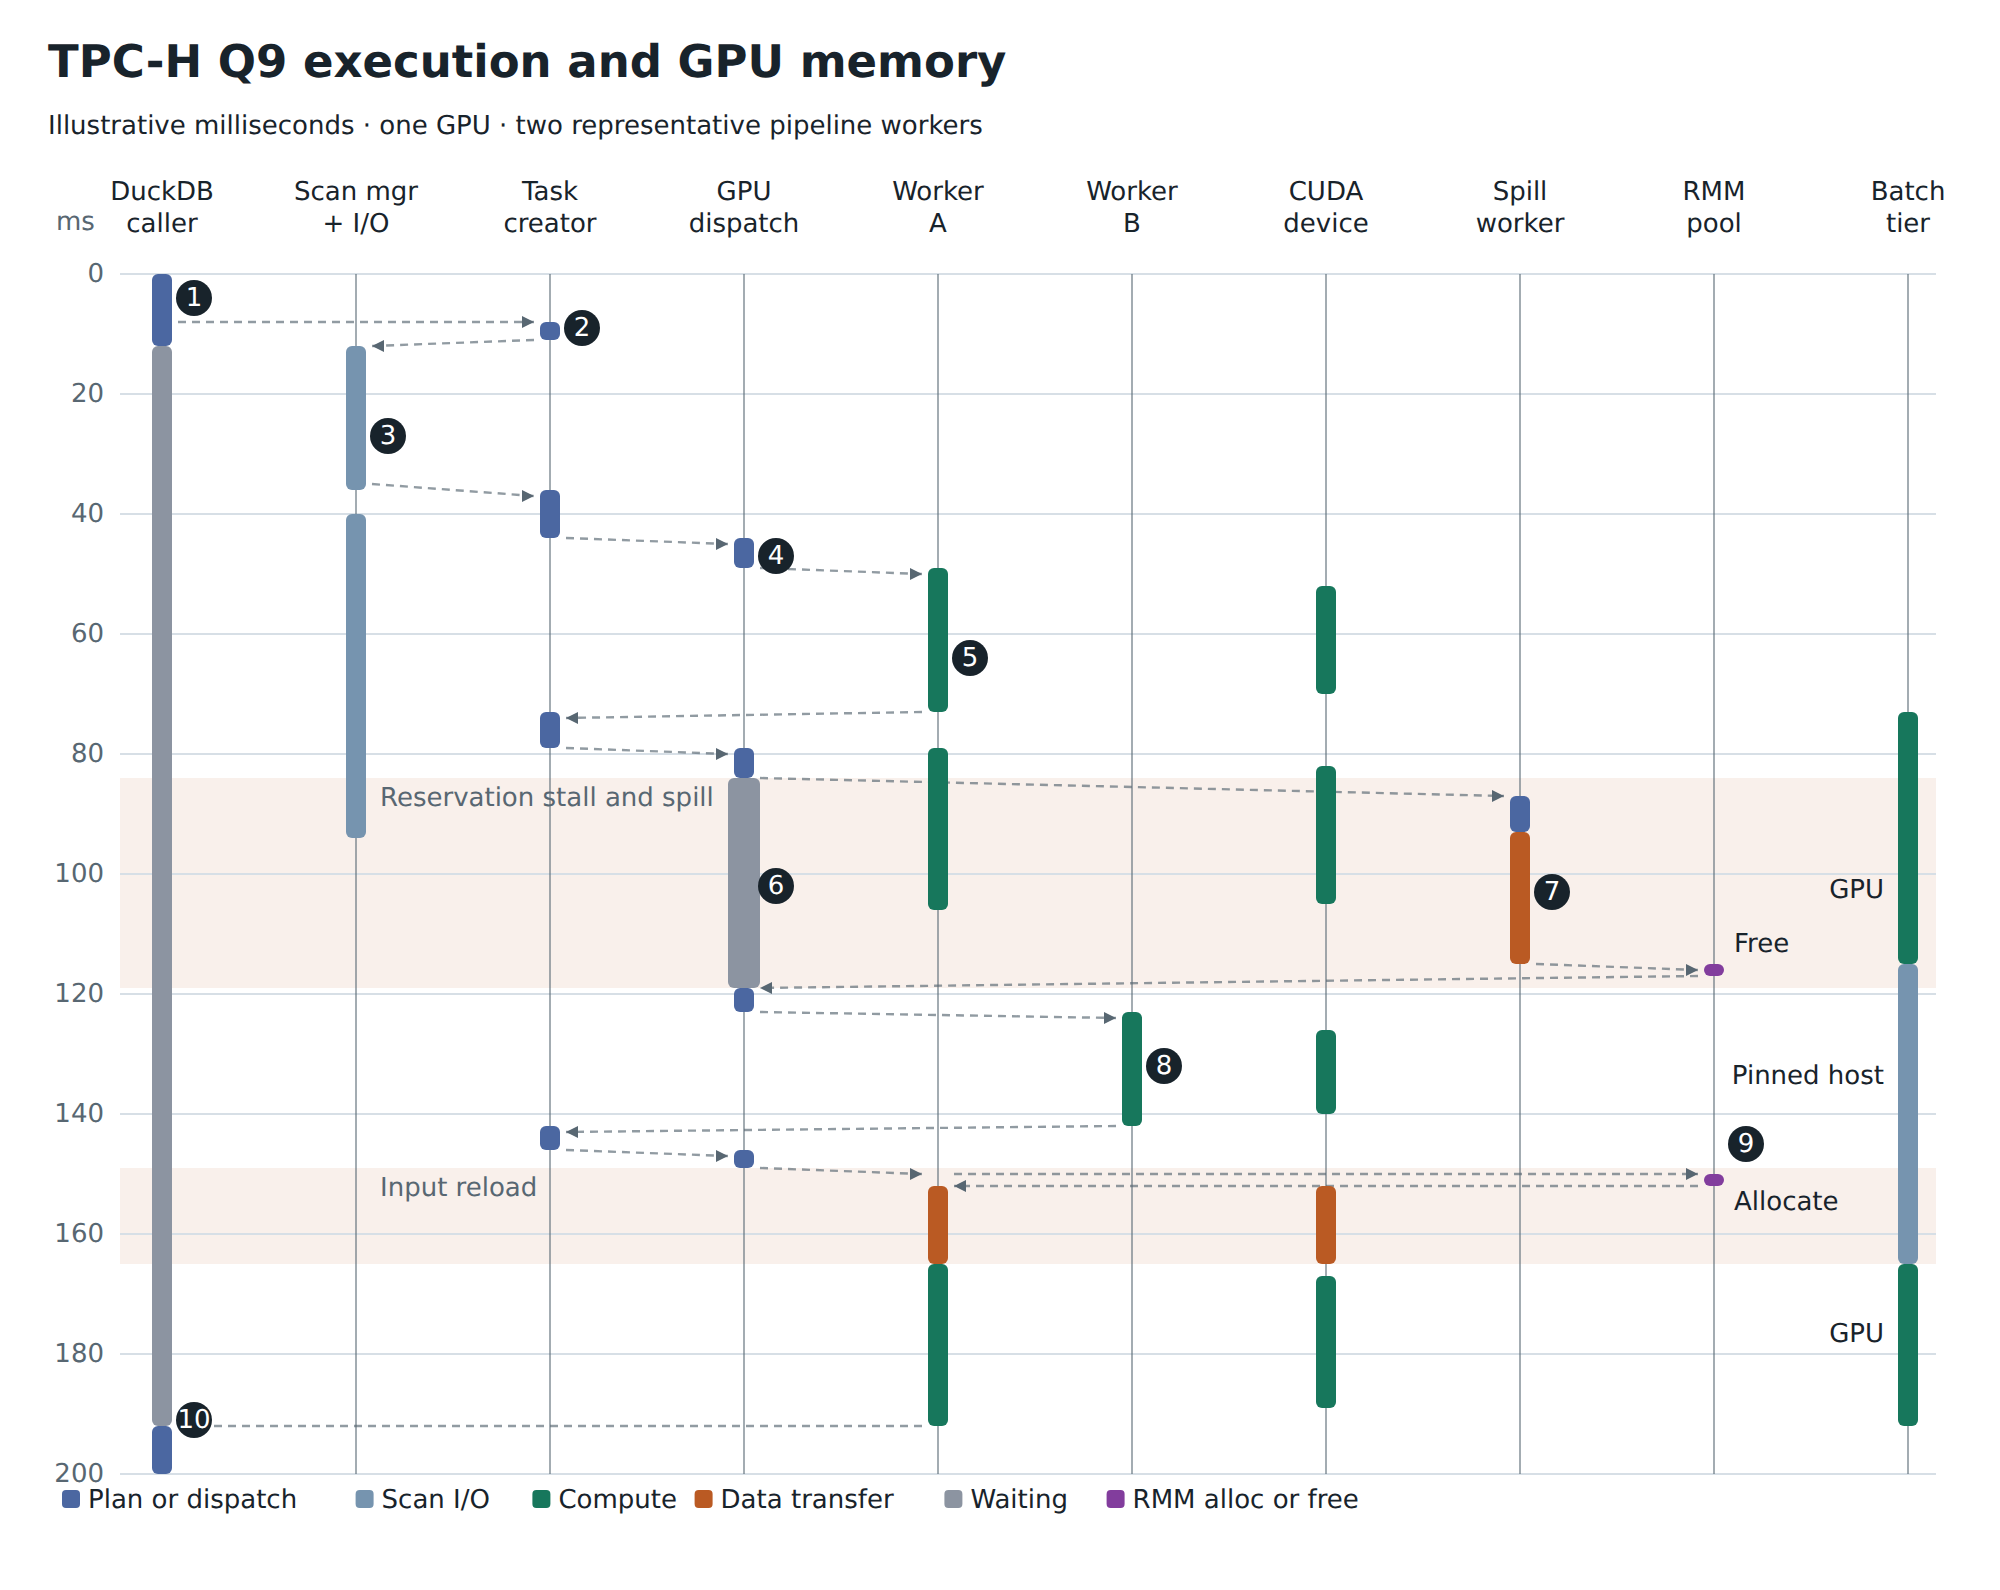 TPC-H Q9 execution and GPU memory
Illustrative milliseconds · one GPU · two representative pipeline workers
DuckDB caller
Scan mgr + I/O
Task creator
GPU dispatch
Worker A
Worker B
CUDA device
Spill worker
RMM pool
Batch tier
ms
0
1
2
20
3
40
4
60
5
80
Reservation stall and spill
100
6
7
GPU
Free
120
8
Pinned host
140
9
Input reload
Allocate
160
GPU
180
10
200
Plan or dispatch
Scan I/O
Compute
Data transfer
Waiting
RMM alloc or free